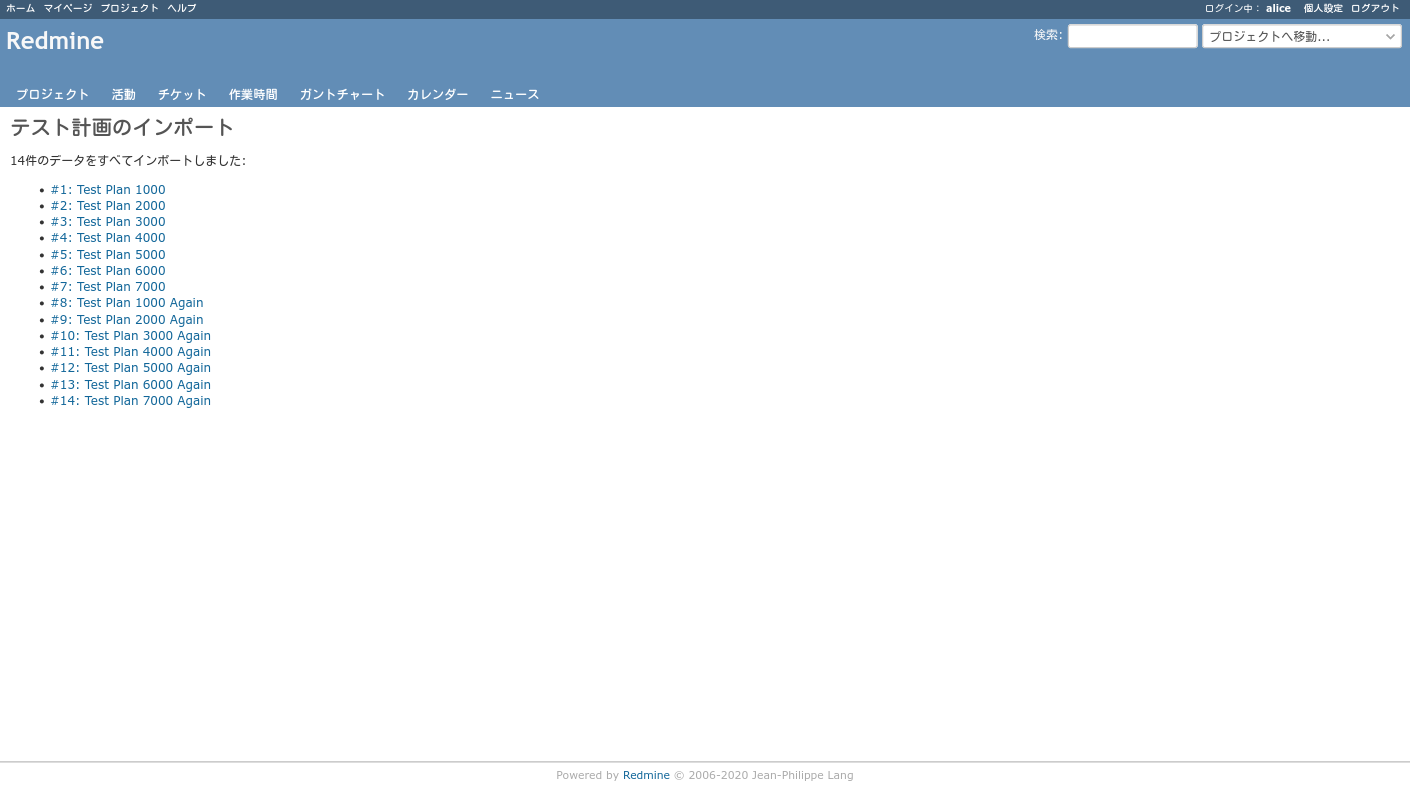 ホーム マイページ プロジェクト ヘルプ ログイン中： alice 個人設定 ログアウト
Redmine 検索: プロジェクトへ移動...
プロジェクト 活動 チケット 作業時間 ガントチャート カレンダー ニュース
テスト計画のインポート
14件のデータをすべてインポートしました:
• #1: Test Plan 1000
• #2: Test Plan 2000
• #3: Test Plan 3000
• #4: Test Plan 4000
• #5: Test Plan 5000
• #6: Test Plan 6000
• #7: Test Plan 7000
• #8: Test Plan 1000 Again
• #9: Test Plan 2000 Again
• #10: Test Plan 3000 Again
• #11: Test Plan 4000 Again
• #12: Test Plan 5000 Again
• #13: Test Plan 6000 Again
• #14: Test Plan 7000 Again
Powered by Redmine © 2006-2020 Jean-Philippe Lang